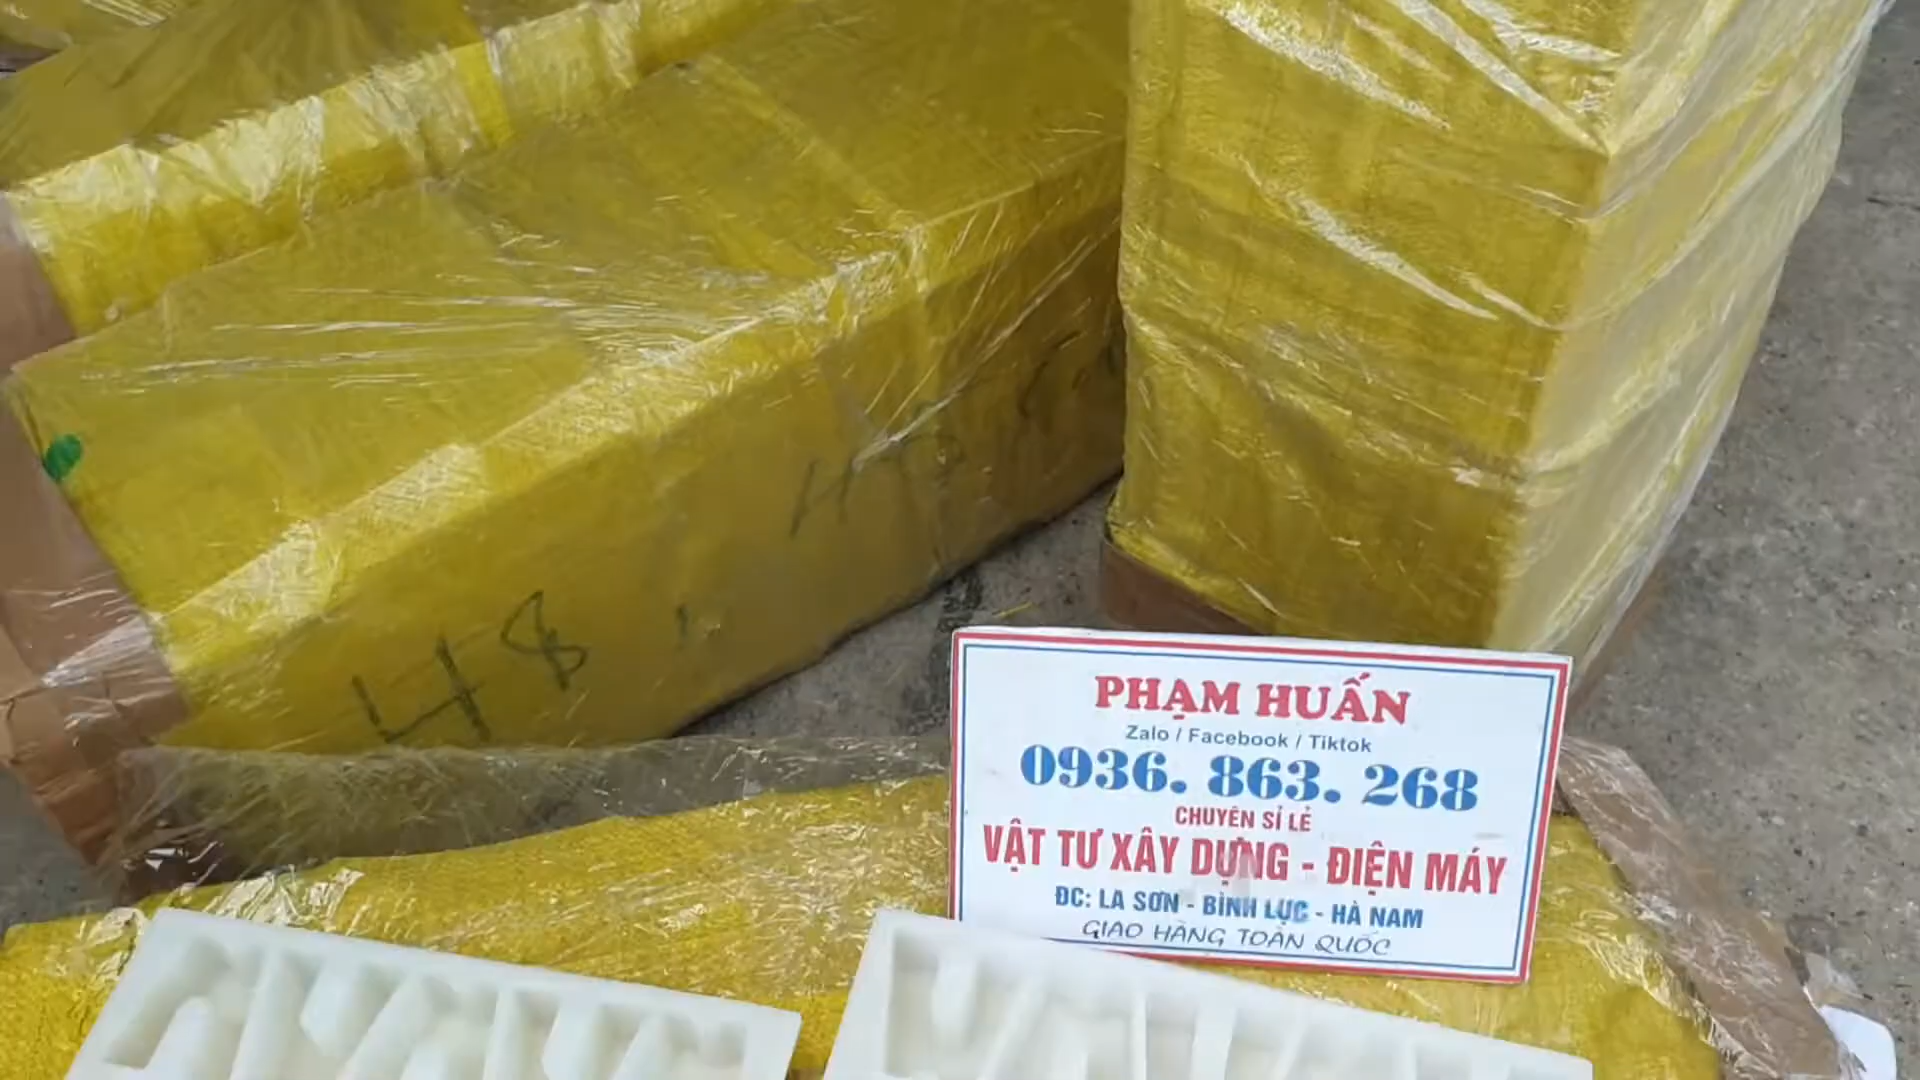 H8
PHẠM HUẤN
Zalo / Facebook / Tiktok
0936. 863. 268
CHUYÊN SỈ LẺ
VẬT TƯ XÂY DỰNG - ĐIỆN MÁY
ĐC: LA SƠN - BÌNH LỤC - HÀ NAM
GIAO HÀNG TOÀN QUỐC